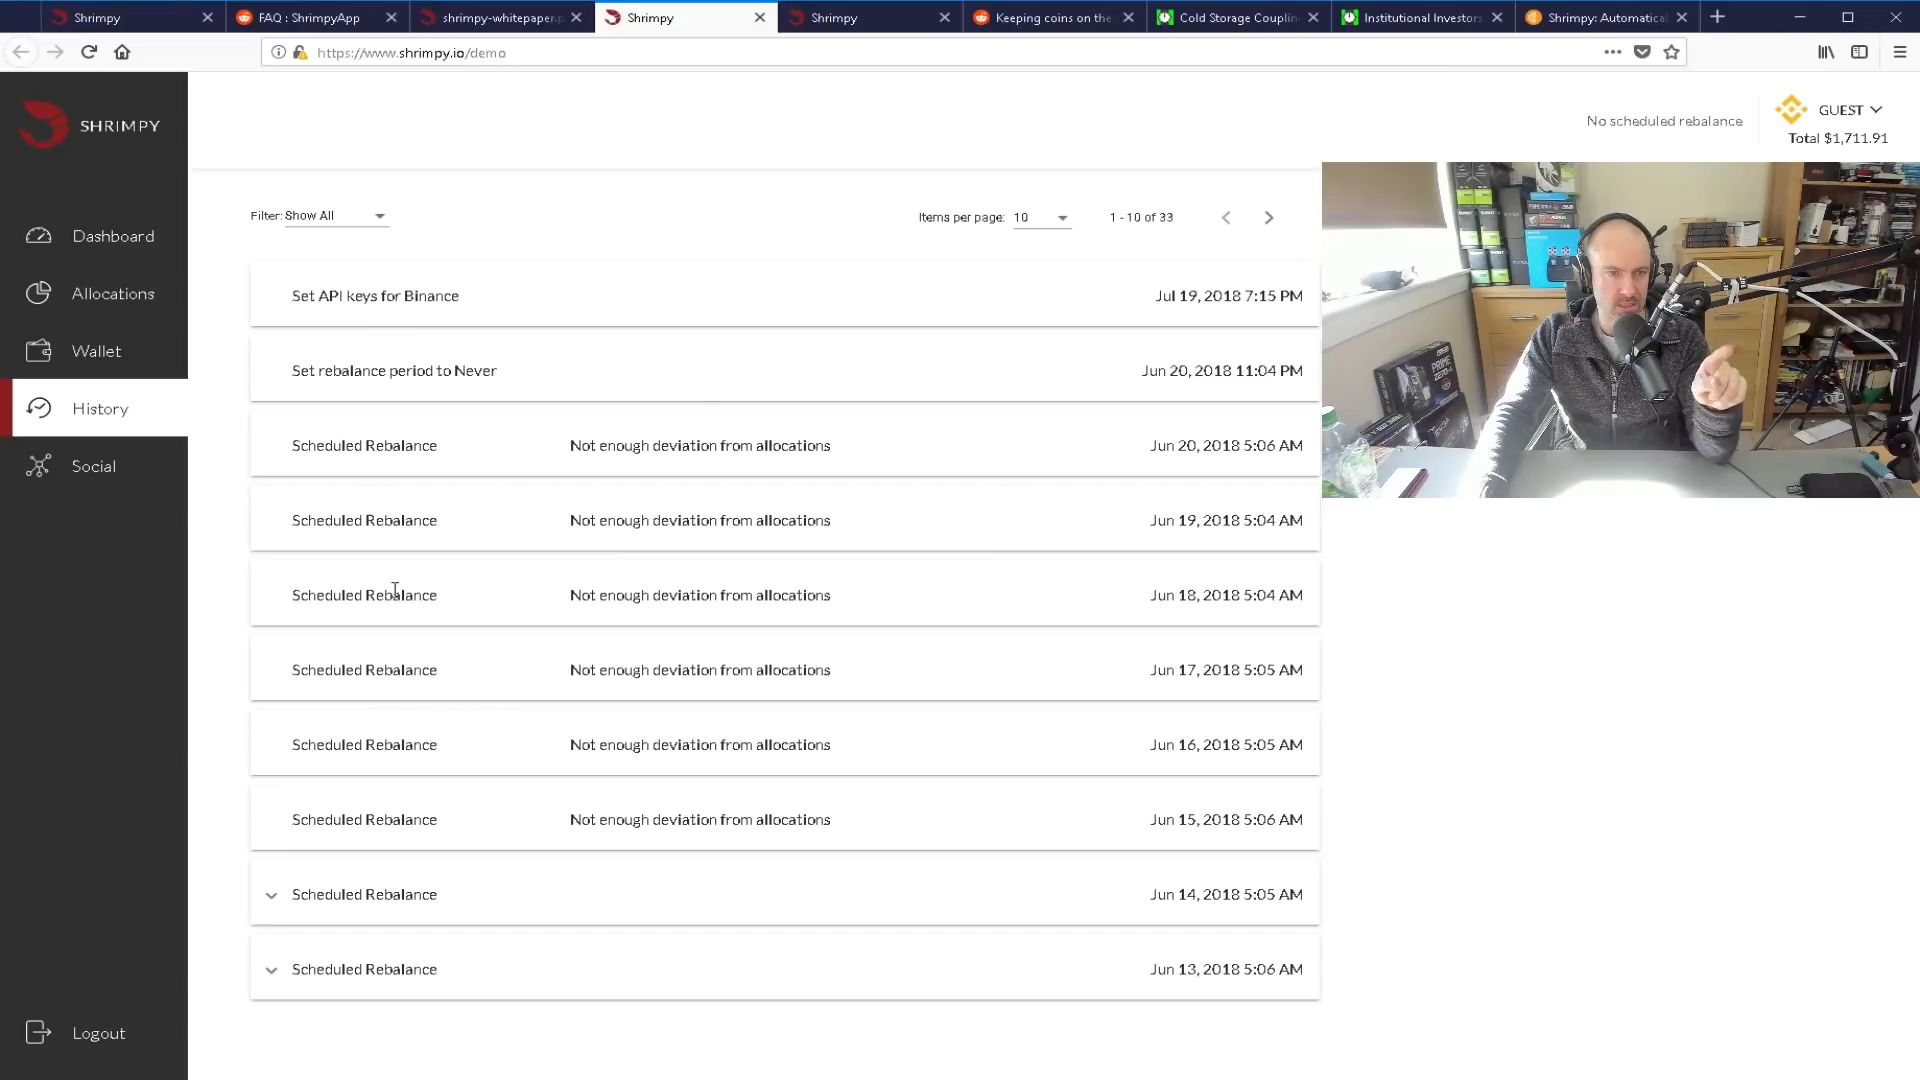 Shrimpy
FAQ : ShrimpyApp
shrimpy-whitepaper.p
Shrimpy
Shrimpy
Keeping coins on the
Cold Storage Couplin
Institutional Investors
Shrimpy: Automatical
https://www.shrimpy.io/demo
SHRIMPY
No scheduled rebalance
GUEST
Total $1,711.91
Dashboard
Allocations
Wallet
History
Social
Logout
Filter: Show All
Items per page: 10
1 - 10 of 33
Set API keys for Binance Jul 19, 2018 7:15 PM
Set rebalance period to Never Jun 20, 2018 11:04 PM
Scheduled Rebalance Not enough deviation from allocations Jun 20, 2018 5:06 AM
Scheduled Rebalance Not enough deviation from allocations Jun 19, 2018 5:04 AM
Scheduled Rebalance Not enough deviation from allocations Jun 18, 2018 5:04 AM
Scheduled Rebalance Not enough deviation from allocations Jun 17, 2018 5:05 AM
Scheduled Rebalance Not enough deviation from allocations Jun 16, 2018 5:05 AM
Scheduled Rebalance Not enough deviation from allocations Jun 15, 2018 5:06 AM
Scheduled Rebalance Jun 14, 2018 5:05 AM
Scheduled Rebalance Jun 13, 2018 5:06 AM
PRIME
Z270-A